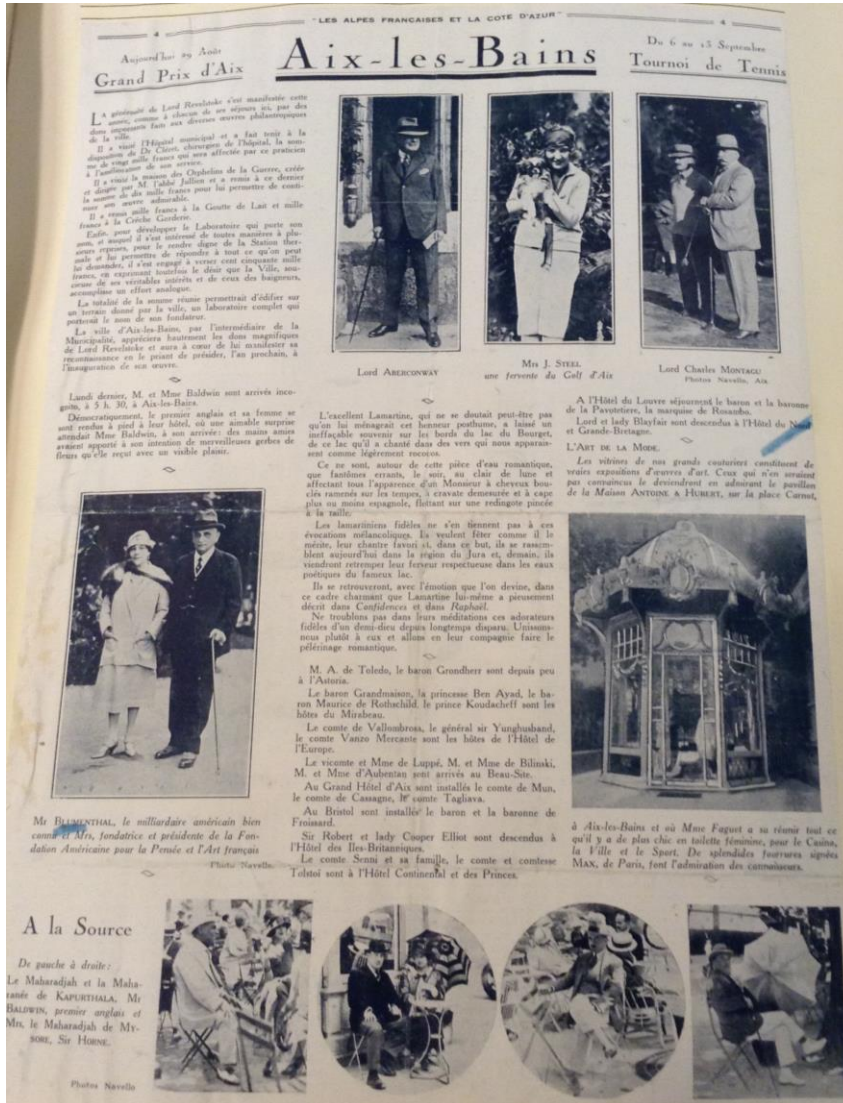 "LES ALPES FRANÇAISES ET LA COTE D'AZUR"
4
4
Aujourd'hui 29 Août
Grand Prix d'Aix
Aix-les-Bains
Du 6 au 13 Septembre
Tournoi de Tennis
LA générosité de Lord Revelstoke s'est manifestée cette
année, comme à chacun de ses séjours ici, par des
dons importants faits aux diverses œuvres philantropiques
de la ville.
Il a visité l'Hôpital municipal et a fait tenir à la
disposition du Dr Cléret, chirurgien de l'hôpital, la som-
me de vingt mille francs qui sera affectée par ce praticien
à l'amélioration de son service.
Il a visité la maison des Orphelins de la Guerre, créée
et dirigée par M. l'abbé Jullien et a remis à ce dernier
la somme de dix mille francs pour lui permettre de conti-
nuer son œuvre admirable.
Il a remis mille francs à la Goutte de Lait et mille
francs à la Crèche Garderie.
Enfin, pour développer le Laboratoire qui porte son
nom, et auquel il s'est intéressé de toutes manières à plu-
sieurs reprises, pour le rendre digne de la Station ther-
male et lui permettre de répondre à tout ce qu'on peut
lui demander, il s'est engagé à verser cent cinquante mille
francs, en exprimant toutefois le désir que la Ville, sou-
cieuse de ses véritables intérêts et de ceux des baigneurs,
accomplisse un effort analogue.
La totalité de la somme réunie permettrait d'édifier sur
un terrain donné par la ville, un laboratoire complet qui
porterait le nom de son fondateur.
La ville d'Aix-les-Bains, par l'intermédiaire de la
Municipalité, appréciera hautement les dons magnifiques
de Lord Revelstoke et aura à cœur de lui manifester sa
reconnaissance en le priant de présider, l'an prochain, à
l'inauguration de son œuvre.
Lundi dernier, M. et Mme Baldwin sont arrivés inco-
gnito, à 5 h. 30, à Aix-les-Bains.
Démocratiquement, le premier anglais et sa femme se
sont rendus à pied à leur hôtel, où une aimable surprise
attendait Mme Baldwin, à son arrivée: des mains amies
avaient apporté à son intention de merveilleuses gerbes de
fleurs qu'elle reçut avec un visible plaisir.
Mr BLUMENTHAL, le milliardaire américain bien
connu et Mrs, fondatrice et présidente de la Fon-
dation Américaine pour la Pensée et l'Art français
Photo Navello.
Lord ABERCONWAY
Mrs J. STEEL
une fervente du Golf d'Aix
Lord Charles MONTAGU
Photos Navello, Aix
L'excellent Lamartine, qui ne se doutait peut-être pas
qu'on lui ménagerait cet honneur posthume, a laissé un
ineffaçable souvenir sur les bords du lac du Bourget,
de ce lac qu'il a chanté dans des vers qui nous apparais-
sent comme légèrement rococos.
Ce ne sont, autour de cette pièce d'eau romantique,
que fantômes errants, le soir, au clair de lune et
affectant tous l'apparence d'un Monsieur à cheveux bou-
clés ramenés sur les tempes, à cravate demesurée et à cape
plus ou moins espagnole, flottant sur une redingote pincée
à la taille.
Les lamartiniens fidèles ne s'en tiennent pas à ces
évocations mélancoliques. Ils veulent fêter comme il le
mérite, leur chantre favori et, dans ce but, ils se rassem-
blent aujourd'hui dans la région du Jura et, demain, ils
viendront retremper leur ferveur respectueuse dans les eaux
poétiques du fameux lac.
Ils se retrouveront, avec l'émotion que l'on devine, dans
ce cadre charmant que Lamartine lui-même a pieusement
décrit dans Confidences et dans Raphaël.
Ne troublons pas dans leurs méditations ces adorateurs
fidèles d'un demi-dieu depuis longtemps disparu. Unissons-
nous plutôt à eux et allons en leur compagnie faire le
pélérinage romantique.
M. A. de Toledo, le baron Grondherr sont depuis peu
à l'Astoria.
Le baron Grandmaison, la princesse Ben Ayad, le ba-
ron Maurice de Rothschild, le prince Koudacheff sont les
hôtes du Mirabeau.
Le comte de Vallombrosa, le général sir Yunghusband,
le comte Vanzo Mercante sont les hôtes de l'Hôtel de
l'Europe.
Le vicomte et Mme de Luppé, M. et Mme de Bilinski,
M. et Mme d'Aubentan sont arrivés au Beau-Site.
Au Grand Hôtel d'Aix sont installés le comte de Mun,
le comte de Cassagne, le comte Tagliava.
Au Bristol sont installés le baron et la baronne de
Froissard.
Sir Robert et lady Cooper Elliot sont descendus à
l'Hôtel des Iles-Britanniques.
Le comte Senni et sa famille, le comte et comtesse
Tolstoï sont à l'Hôtel Continental et des Princes.
A l'Hôtel du Louvre séjournent le baron et la baronne
de la Pavotetiere, la marquise de Rosambo.
Lord et lady Blayfair sont descendus à l'Hôtel du Nord
et Grande-Bretagne.
L'ART DE LA MODE.
Les vitrines de nos grands couturiers constituent de
vraies expositions d'œuvres d'art. Ceux qui n'en seraient
pas convaincus le deviendront en admirant le pavillon
de la Maison ANTOINE & HUBERT, sur la place Carnot,
à Aix-les-Bains et où Mme Faguet a su réunir tout ce
qu'il y a de plus chic en toilette féminine, pour le Casino,
la Ville et le Sport. De splendides fourrures signées
MAX, de Paris, font l'admiration des connaisseurs.
A la Source
De gauche à droite:
Le Maharadjah et la Maha-
ranée de KAPURTHALA, Mr
BALDWIN, premier anglais et
Mrs, le Maharadjah de MY-
SORE, Sir HORNE.
Photos Navello